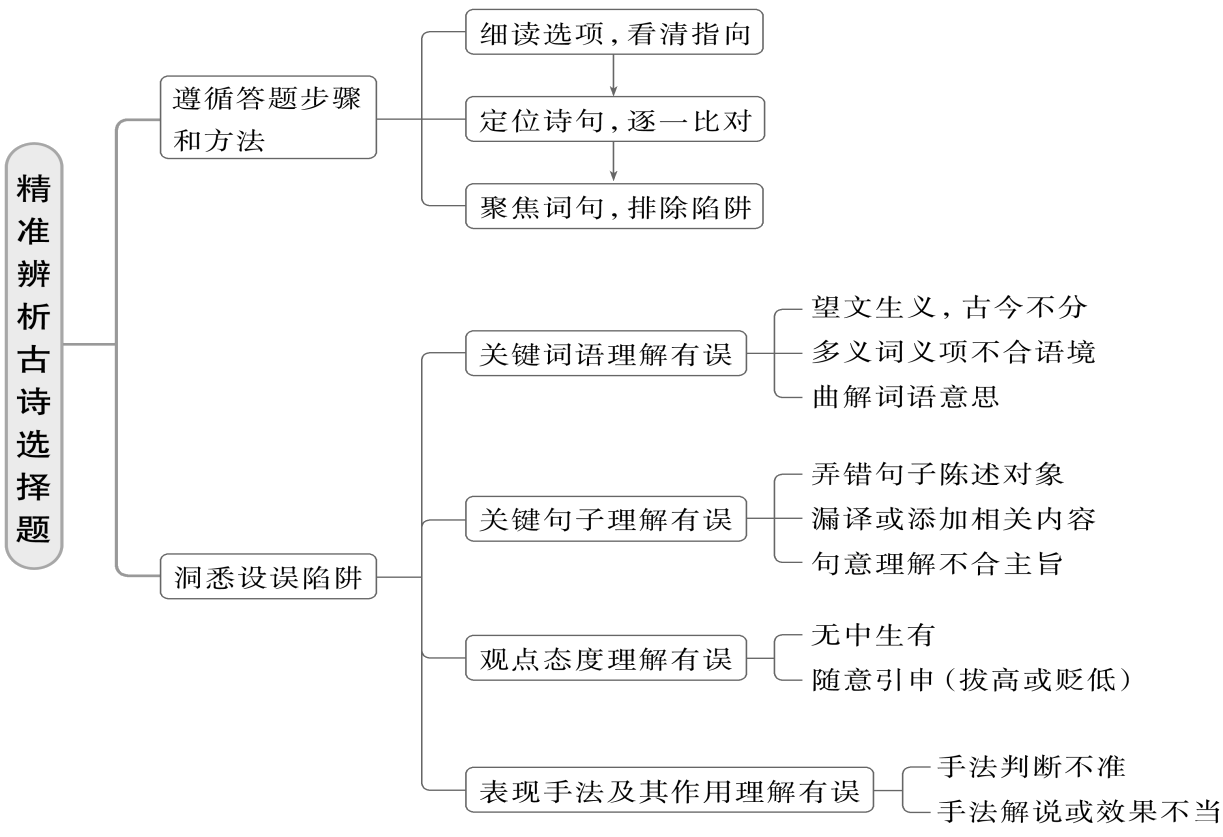 精准辨析古诗选择题
遵循答题步骤
和方法
细读选项,看清指向
定位诗句,逐一比对
聚焦词句,排除陷阱
洞悉设误陷阱
关键词语理解有误
望文生义,古今不分
多义词义项不合语境
曲解词语意思
关键句子理解有误
弄错句子陈述对象
漏译或添加相关内容
句意理解不合主旨
观点态度理解有误
无中生有
随意引申(拔高或贬低)
表现手法及其作用理解有误
手法判断不准
手法解说或效果不当